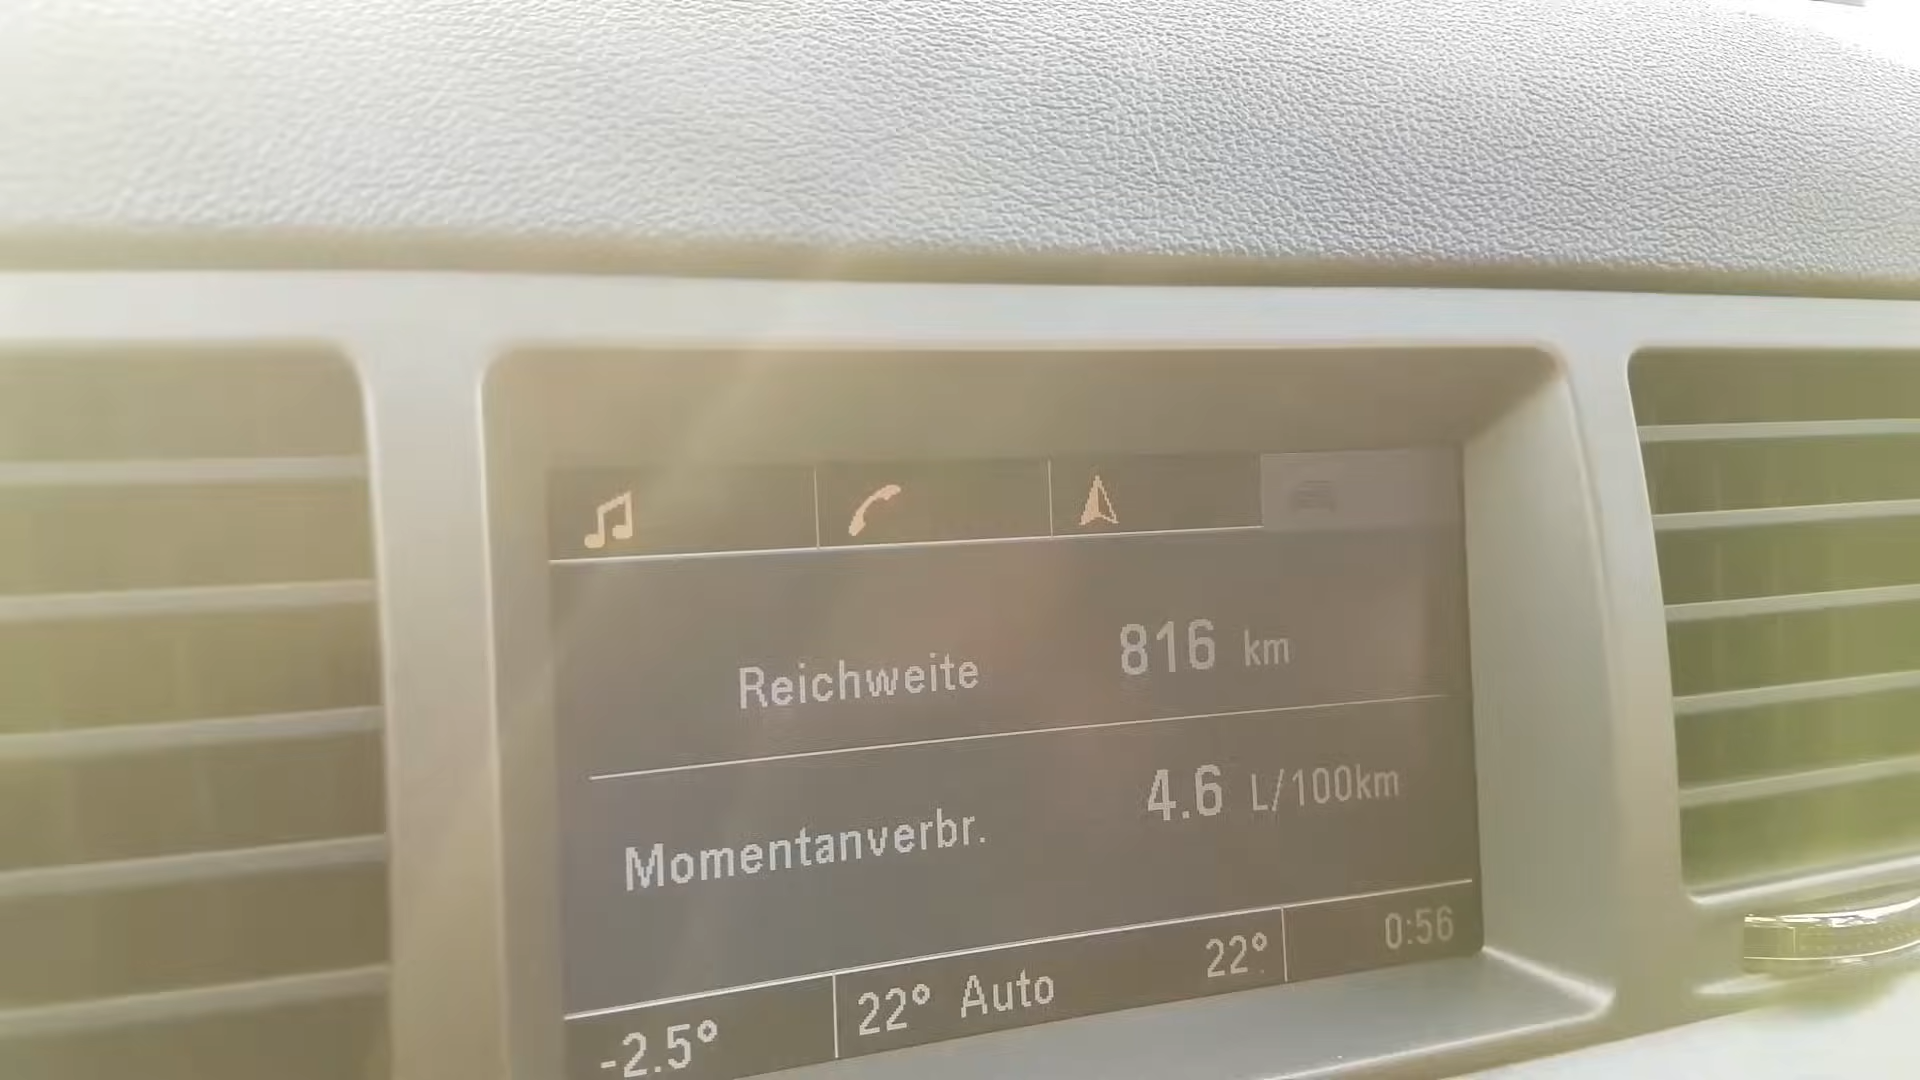 Reichweite 816 km
Momentanverbr. 4.6 L/100km
-2.5° 22° Auto 22° 0:56